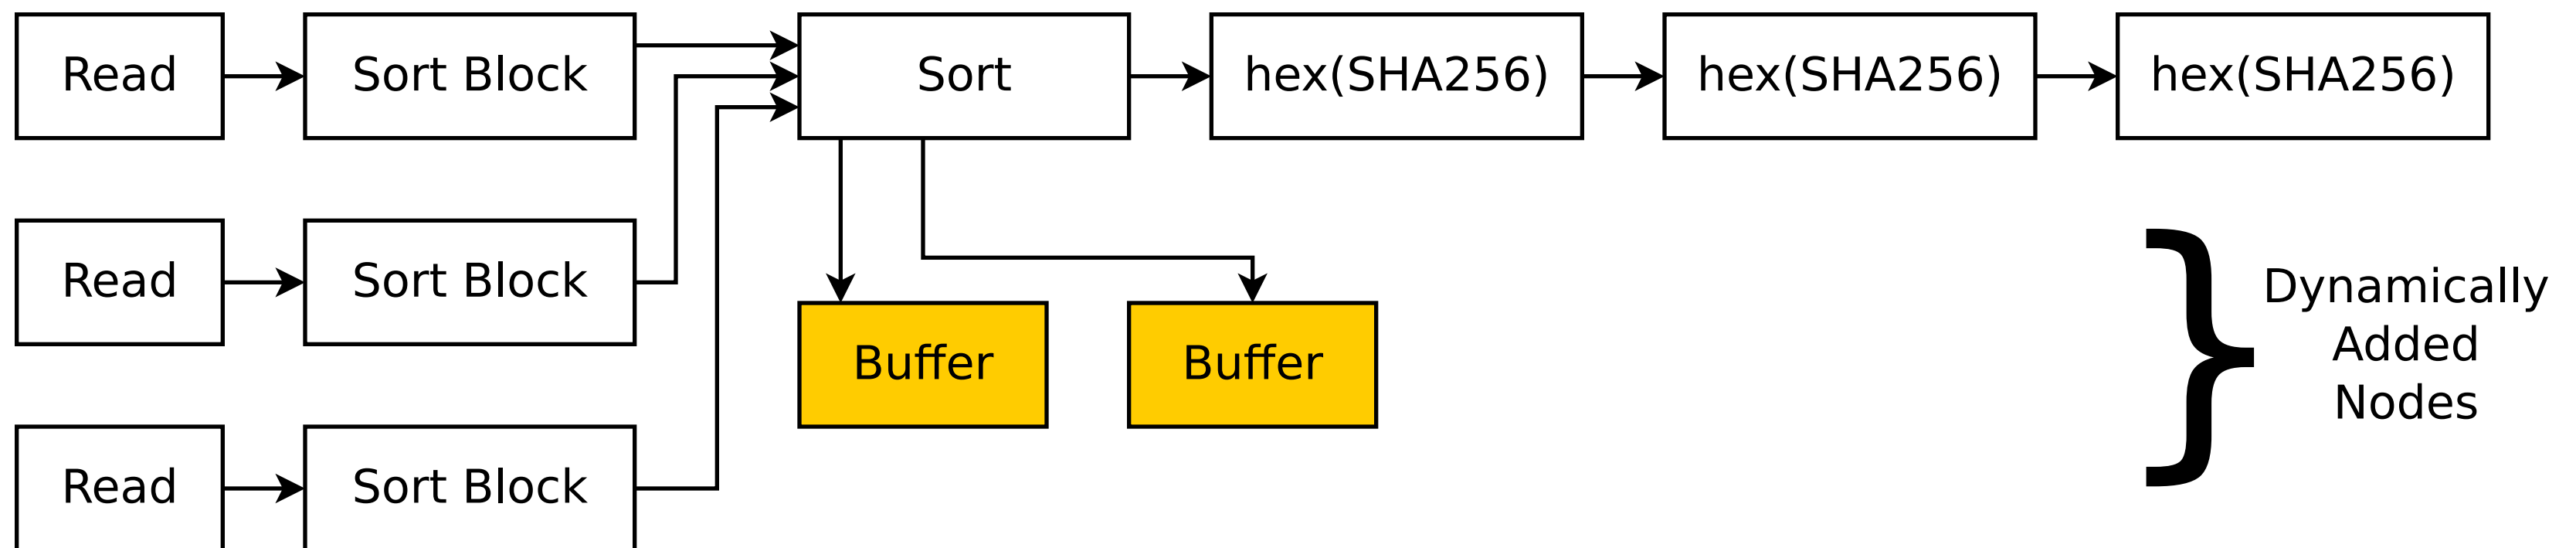 Read
Sort Block
Sort
hex(SHA256)
hex(SHA256)
hex(SHA256)
Read
Sort Block
Buffer
Buffer
Dynamically
Added
Nodes
Read
Sort Block